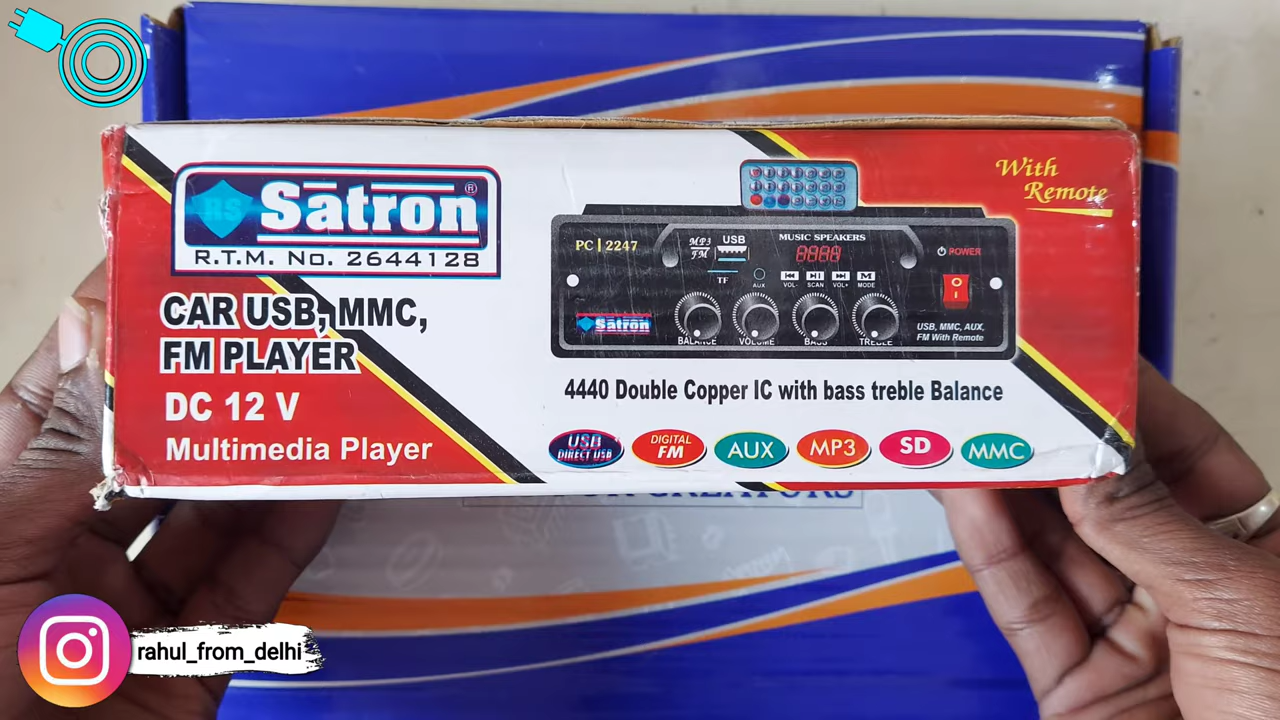 RS Satron ®
R.T.M. No. 2644128
CAR USB, MMC,
FM PLAYER
DC 12 V
Multimedia Player
With
Remote
PC | 2247
MP3
FM
USB
MUSIC SPEAKERS
8888
POWER
TF
AUX
VOL- SCAN VOL+ MODE
M
Satron
BALANCE VOLUME BASS TREBLE
USB, MMC, AUX,
FM With Remote
4440 Double Copper IC with bass treble Balance
USB
DIRECT USB
DIGITAL
FM
AUX
MP3
SD
MMC
rahul_from_delhi